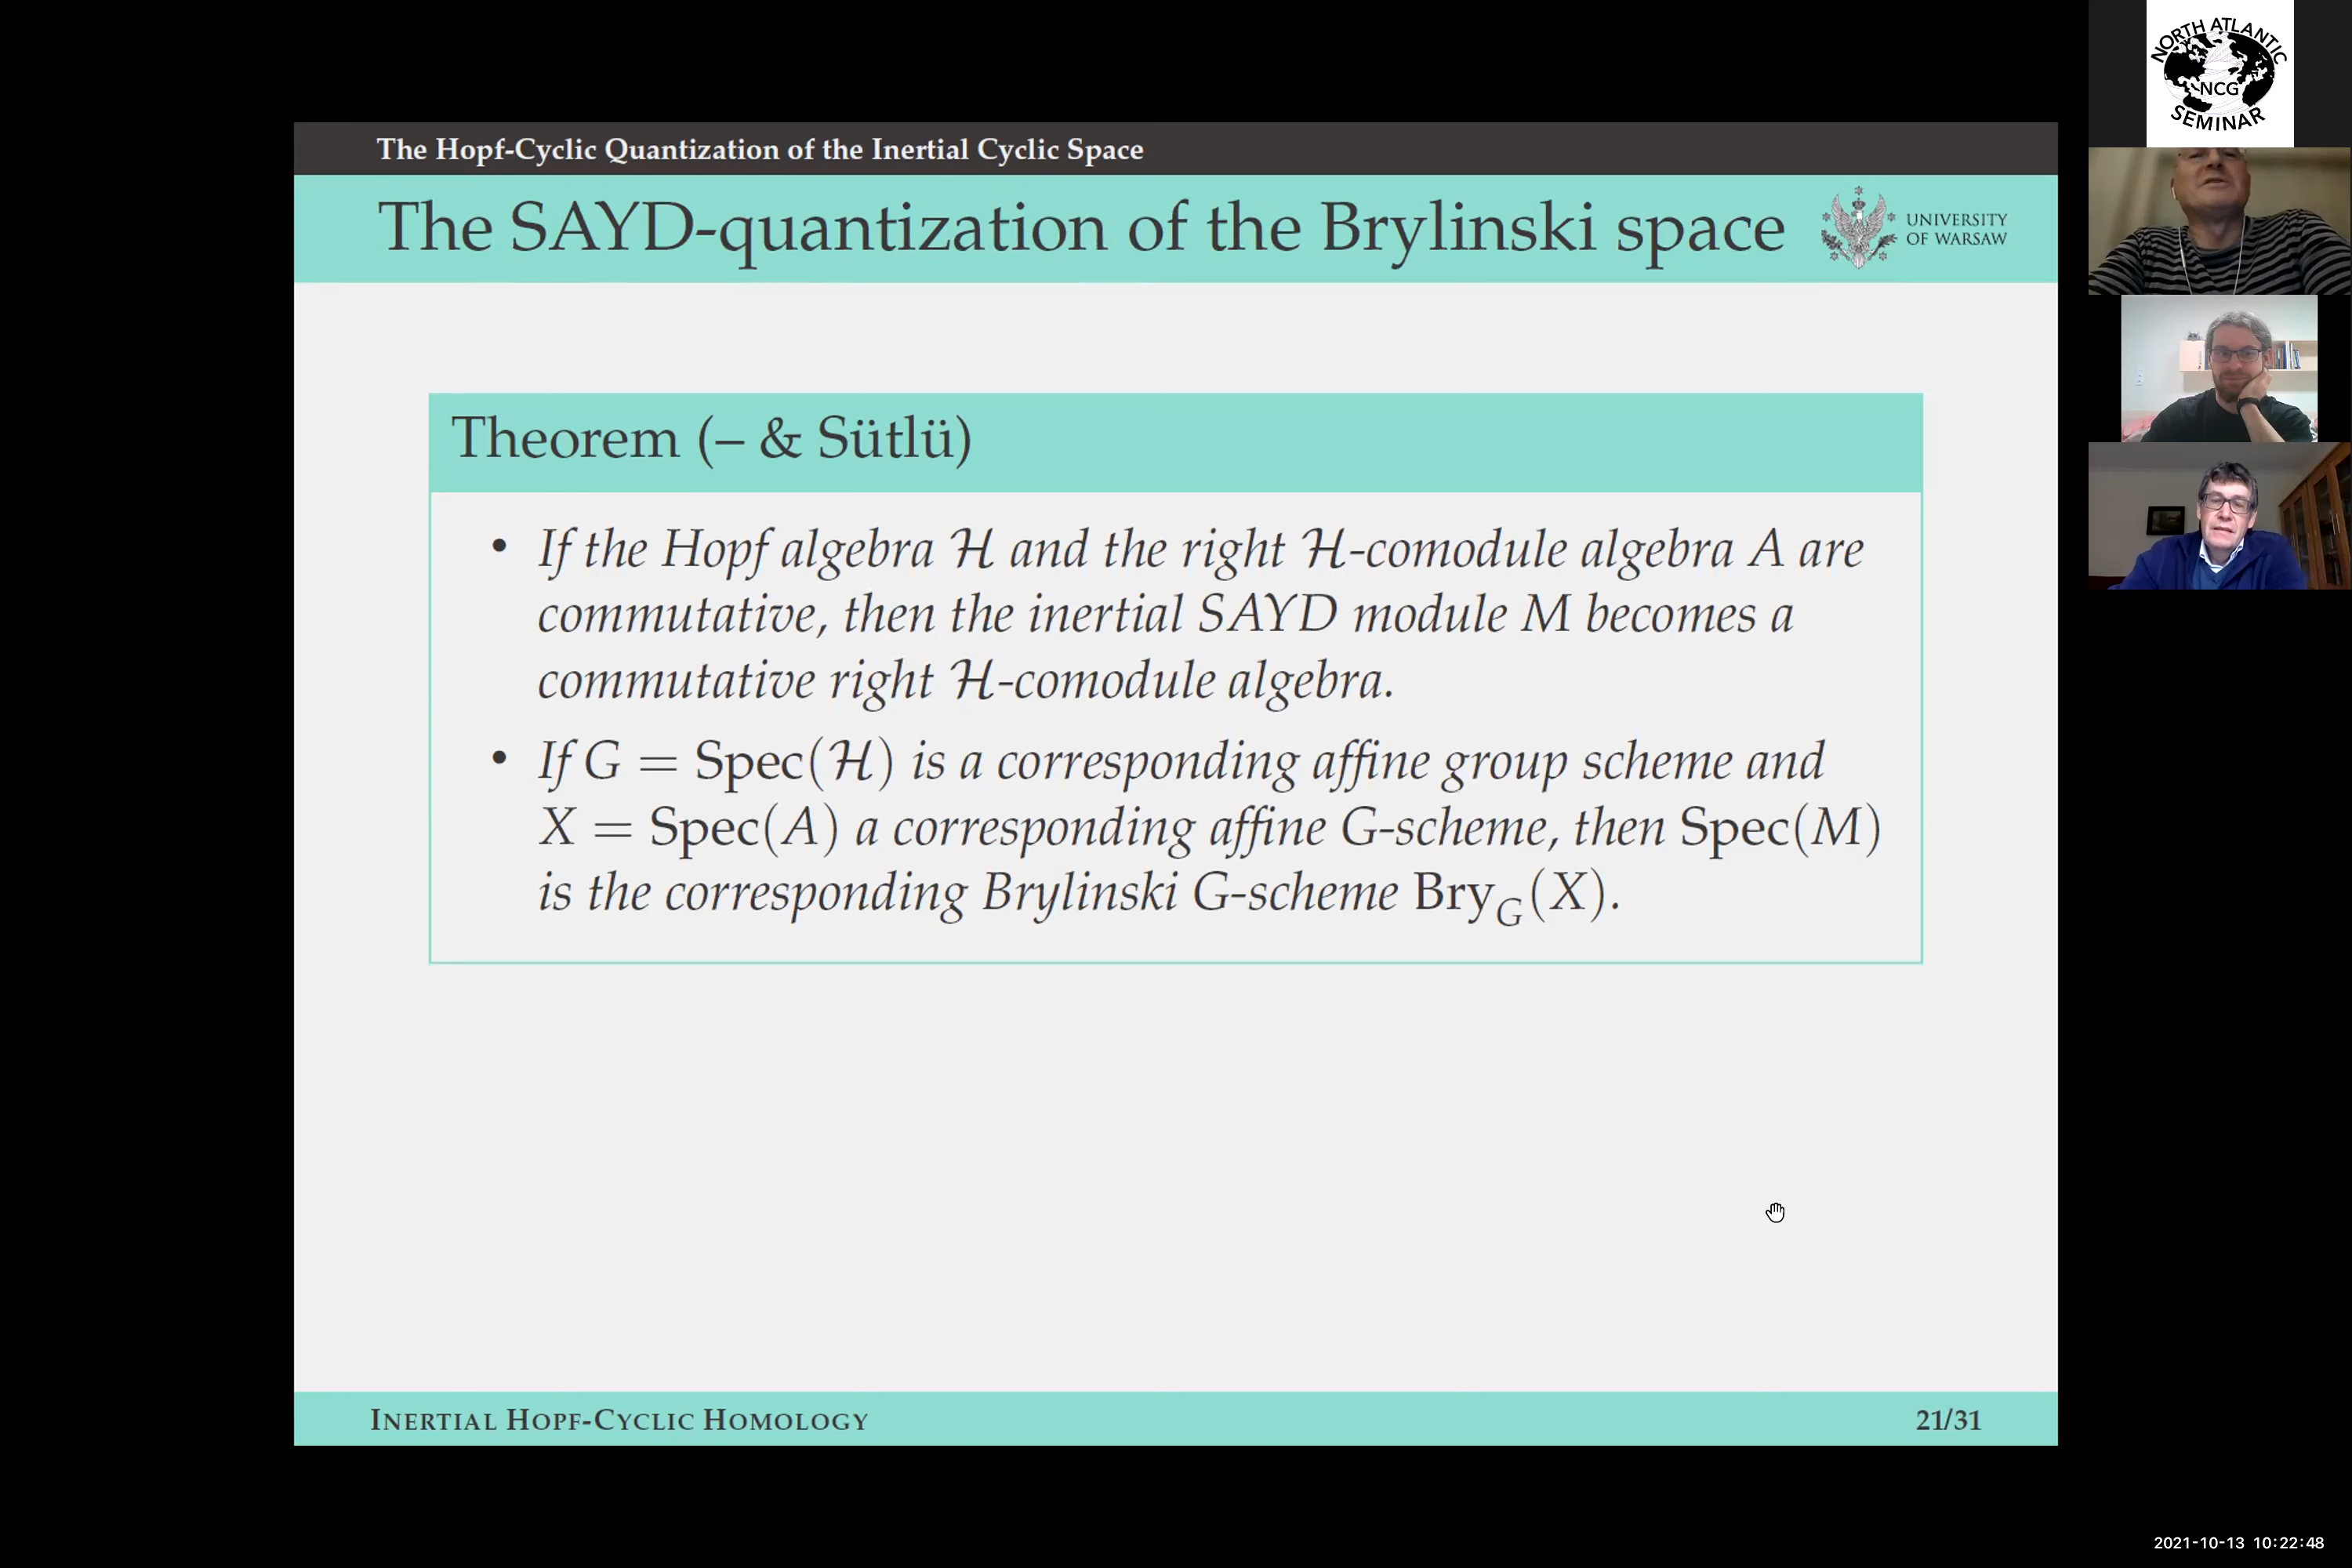 The Hopf-Cyclic Quantization of the Inertial Cyclic Space
The SAYD-quantization of the Brylinski space
UNIVERSITY
OF WARSAW
Theorem (– & Sütlü)
• If the Hopf algebra ℋ and the right ℋ-comodule algebra A are
commutative, then the inertial SAYD module M becomes a
commutative right ℋ-comodule algebra.
• If G = Spec(ℋ) is a corresponding affine group scheme and
X = Spec(A) a corresponding affine G-scheme, then Spec(M)
is the corresponding Brylinski G-scheme Bry_G(X).
INERTIAL HOPF-CYCLIC HOMOLOGY
21/31
NORTH ATLANTIC
NCG
SEMINAR
2021-10-13 10:22:48